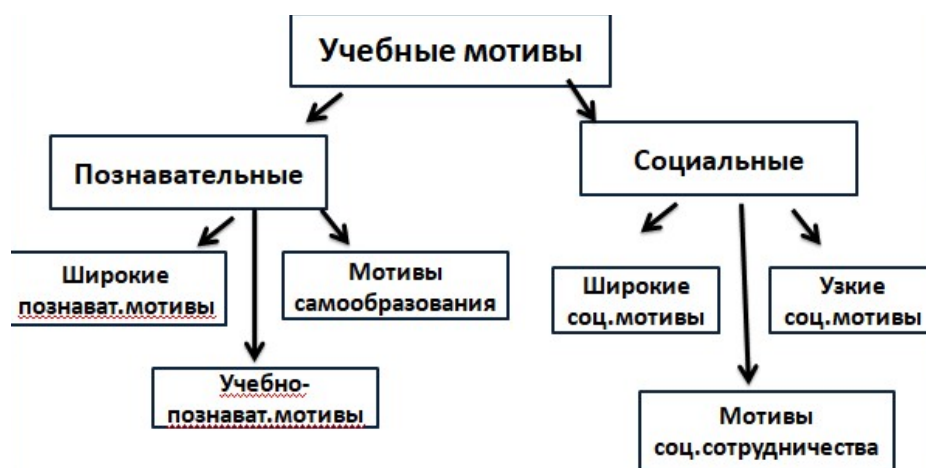 Учебные мотивы
Познавательные
Социальные
Широкие
познават.мотивы
Мотивы
самообразования
Широкие
соц.мотивы
Узкие
соц.мотивы
Учебно-
познават.мотивы
Мотивы
соц.сотрудничества